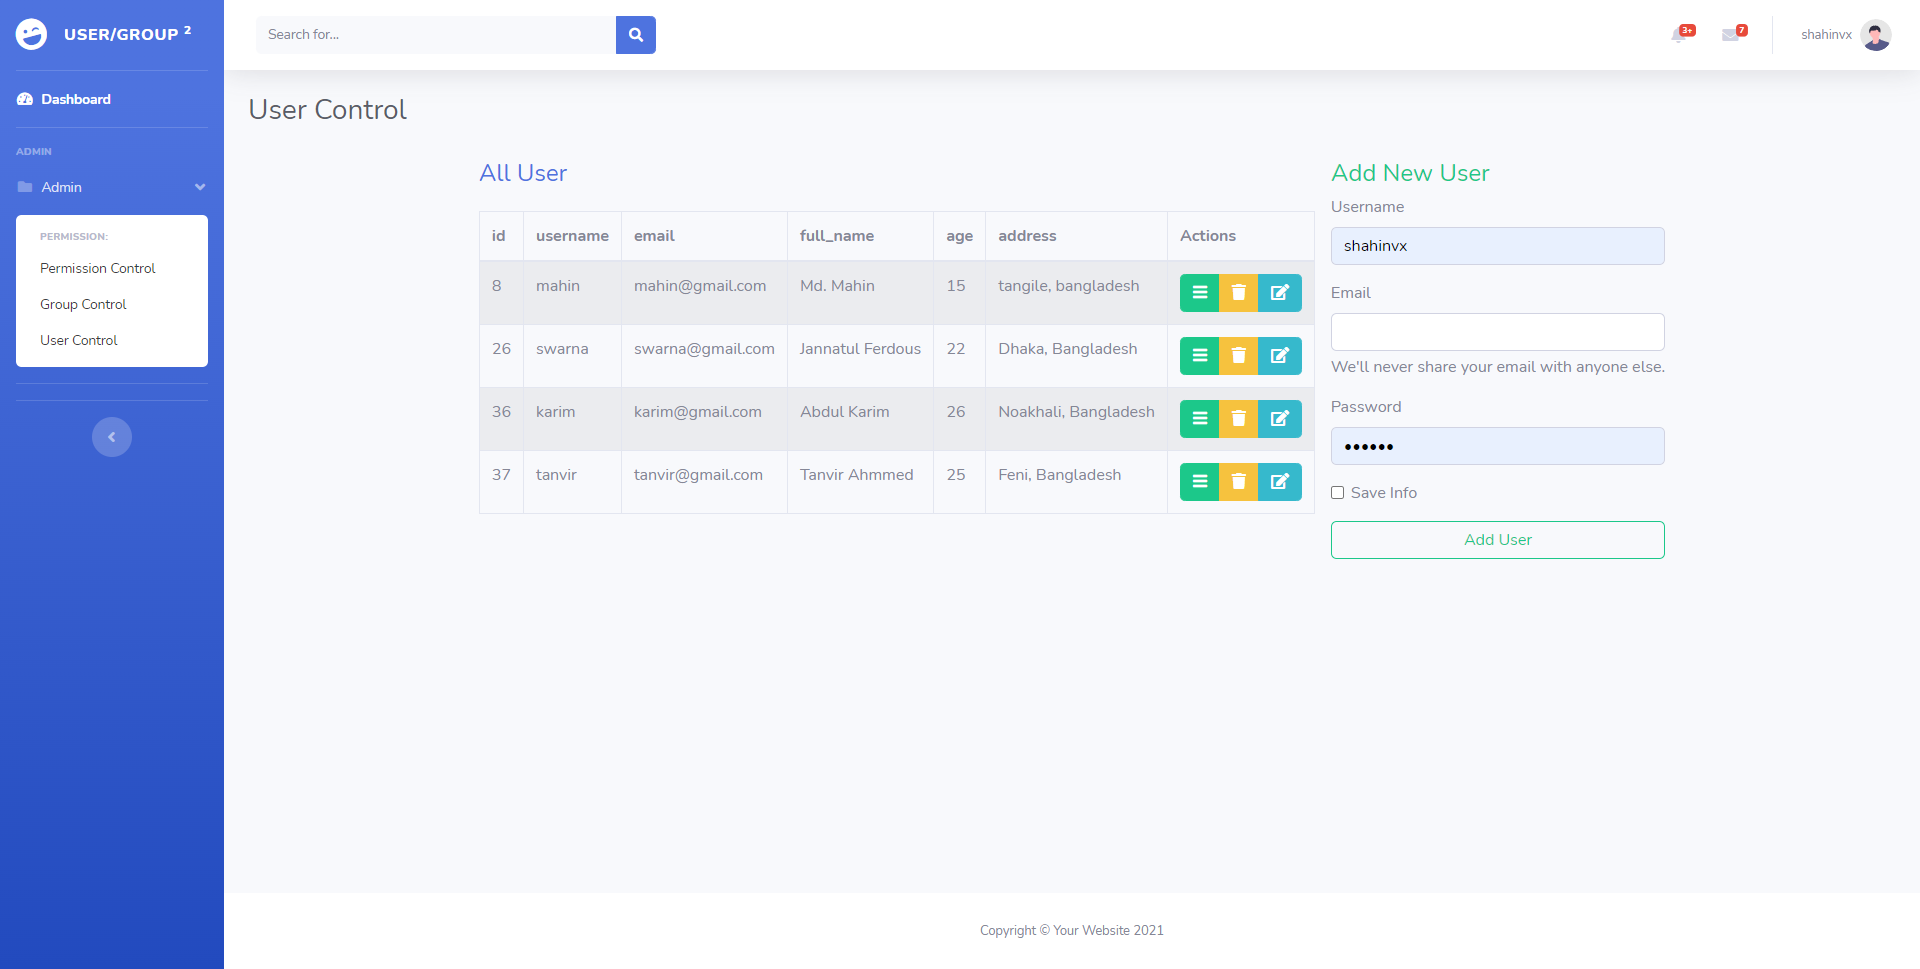 USER/GROUP 2
Search for...
3+
7
shahinvx
Dashboard
ADMIN
Admin
PERMISSION:
Permission Control
Group Control
User Control
User Control
All User
id username email full_name age address Actions
8 mahin mahin@gmail.com Md. Mahin 15 tangile, bangladesh
26 swarna swarna@gmail.com Jannatul Ferdous 22 Dhaka, Bangladesh
36 karim karim@gmail.com Abdul Karim 26 Noakhali, Bangladesh
37 tanvir tanvir@gmail.com Tanvir Ahmmed 25 Feni, Bangladesh
Add New User
Username
shahinvx
Email
We'll never share your email with anyone else.
Password
••••••
Save Info
Add User
Copyright © Your Website 2021